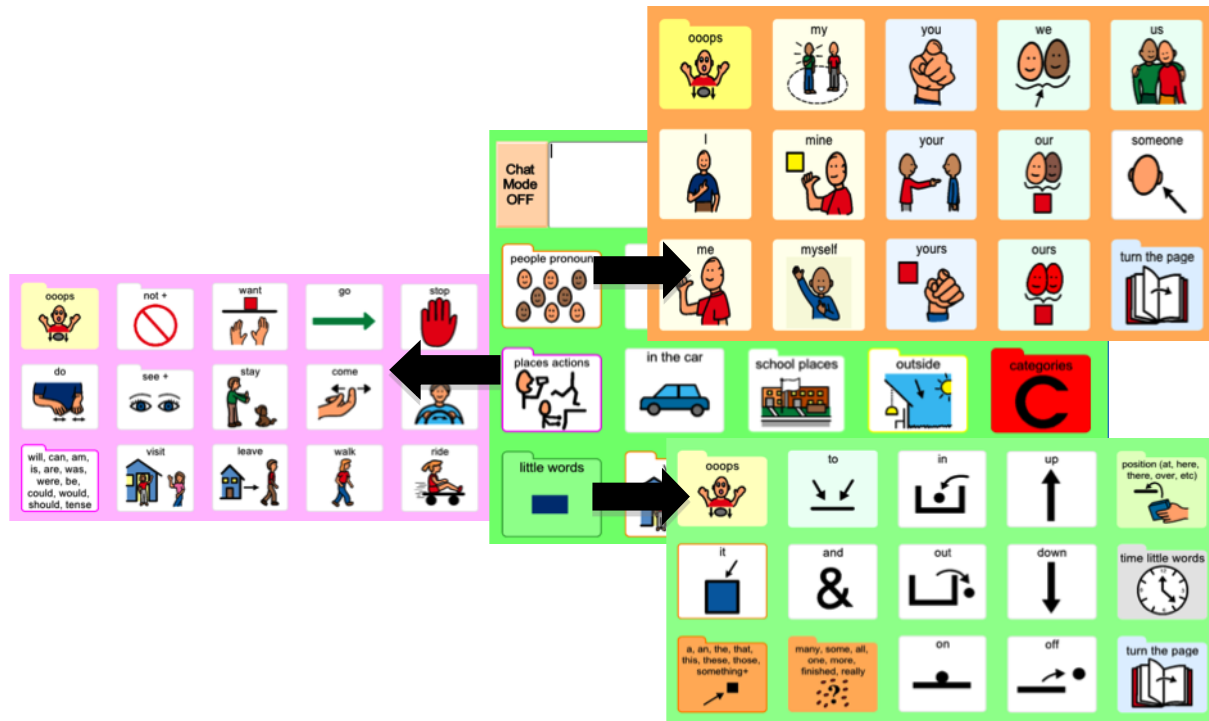 ooops
my
you
we
us
I
mine
your
our
someone
me
myself
yours
ours
turn the page
Chat
Mode
OFF
people pronoun
places actions
in the car
school places
outside
categories
C
little words
ooops
not +
want
go
stop
do
see +
stay
come
will, can, am,
is, are, was,
were, be,
could, would,
should, tense
visit
leave
walk
ride
ooops
to
in
up
position (at, here,
there, over, etc)
it
and
&
out
down
time little words
a, an, the, that,
this, these, those,
something+
many, some, all,
one, more,
finished, really
?
on
off
turn the page